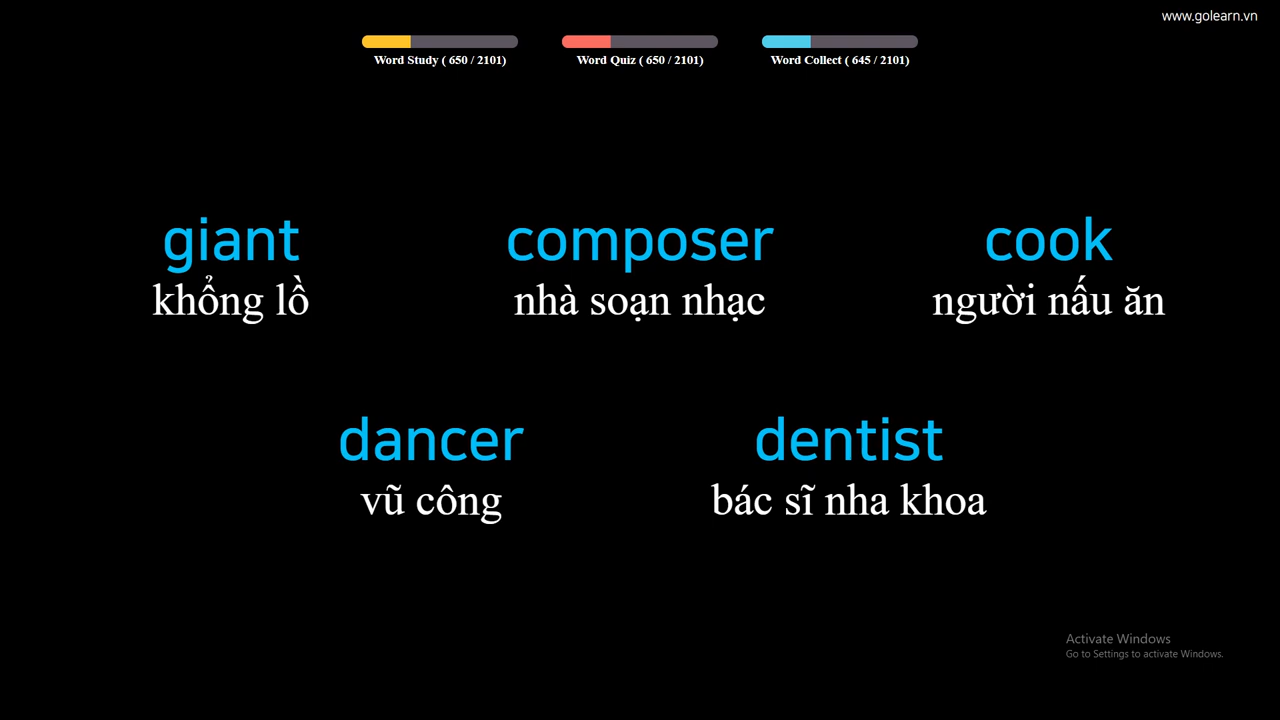 www.golearn.vn
Word Study ( 650 / 2101)
Word Quiz ( 650 / 2101)
Word Collect ( 645 / 2101)
giant
khổng lồ
composer
nhà soạn nhạc
cook
người nấu ăn
dancer
vũ công
dentist
bác sĩ nha khoa
Activate Windows
Go to Settings to activate Windows.